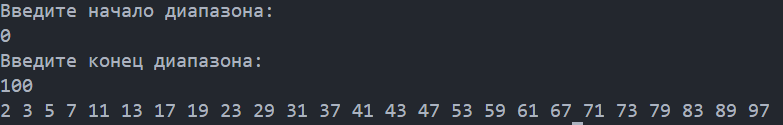 Введите начало диапазона:
0
Введите конец диапазона:
100
2 3 5 7 11 13 17 19 23 29 31 37 41 43 47 53 59 61 67 71 73 79 83 89 97